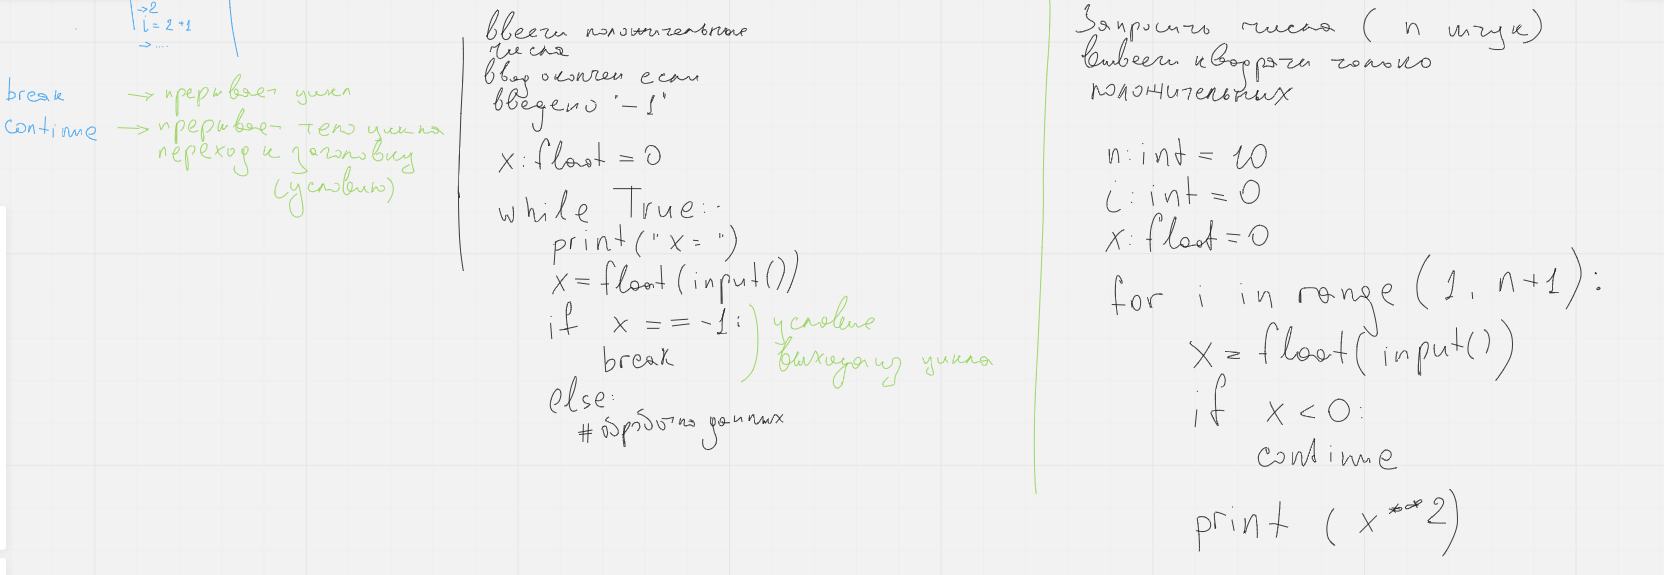 →2
i = 2+1
→....
break → прерывает цикл
continue → прерывает тело цикла
переход к заголовку
(условию)
ввести положительные
числа
ввод окончен если
введено "-1"
x: float = 0
while True:
print("x = ")
x = float(input())
if x == -1:
break
else:
# обработка данных
условие
выхода из цикла
Запросить числа ( n штук)
вывести квадраты только
положительных
n: int = 10
i: int = 0
x: float = 0
for i in range (1, n+1):
x = float(input())
if x < 0:
continue
print (x**2)